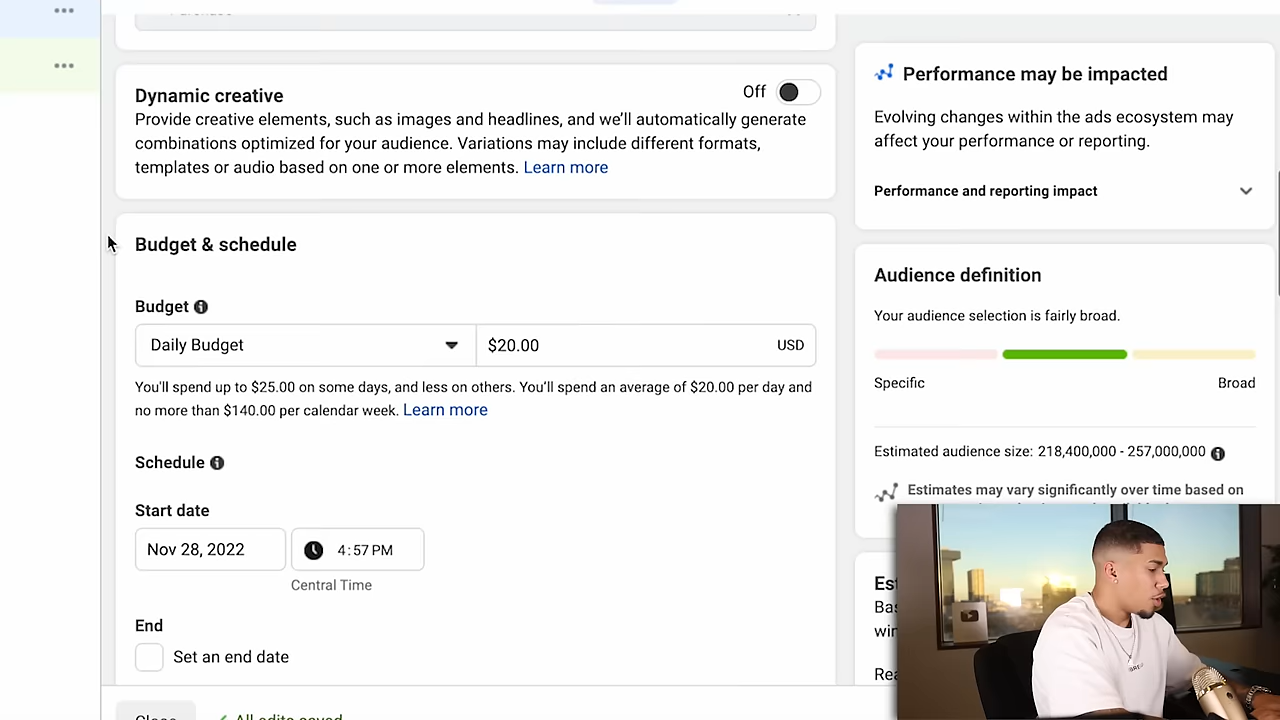 Dynamic creative
Off
Provide creative elements, such as images and headlines, and we'll automatically generate
combinations optimized for your audience. Variations may include different formats,
templates or audio based on one or more elements. Learn more
Budget & schedule
Budget
Daily Budget
$20.00
USD
You'll spend up to $25.00 on some days, and less on others. You'll spend an average of $20.00 per day and
no more than $140.00 per calendar week. Learn more
Schedule
Start date
Nov 28, 2022
4:57 PM
Central Time
End
Set an end date
Close
All edits saved
Performance may be impacted
Evolving changes within the ads ecosystem may
affect your performance or reporting.
Performance and reporting impact
Audience definition
Your audience selection is fairly broad.
Specific
Broad
Estimated audience size: 218,400,000 - 257,000,000
Estimates may vary significantly over time based on